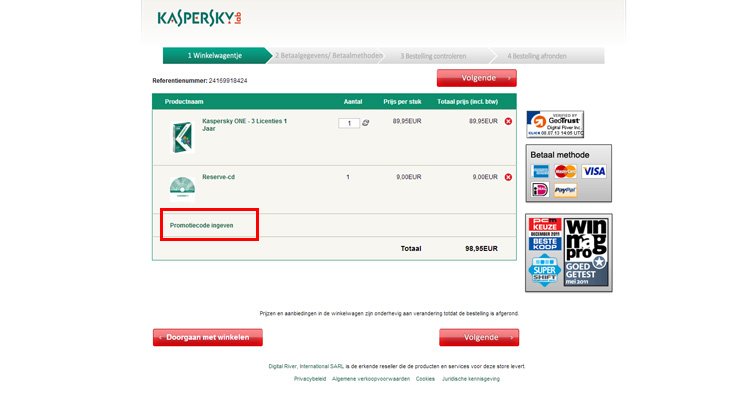 KASPERSKY lab
1 Winkelwagentje
2 Betaalgegevens/ Betaalmethoden
3 Bestelling controleren
4 Bestelling afronden
Referentienummer: 24169918424
Volgende
Productnaam Aantal Prijs per stuk Totaal prijs (incl. btw)
Kaspersky ONE - 3 Licenties 1 1 89,95EUR 89,95EUR
Jaar
Reserve-cd 1 9,00EUR 9,00EUR
Promotiecode ingeven
Totaal 98,95EUR
VERIFIED BY
GeoTrust
Digital River Inc.
CLICK 08.07.13 14:05 UTC
Betaal methode
MasterCard VISA
iD PayPal
PCM
KEUZE
DECEMBER 2011
BESTE
KOOP
SUPER
SHIFT
WIN
mag
pro
GOED
GETEST
mei 2011
Prijzen en aanbiedingen in de winkelwagen zijn onderhevig aan verandering totdat de bestelling is afgerond.
Doorgaan met winkelen
Volgende
Digital River, International SARL is de erkende reseller die de producten en services voor deze store levert
Privacybeleid Algemene verkoopvoorwaarden Cookies Juridische kennisgeving